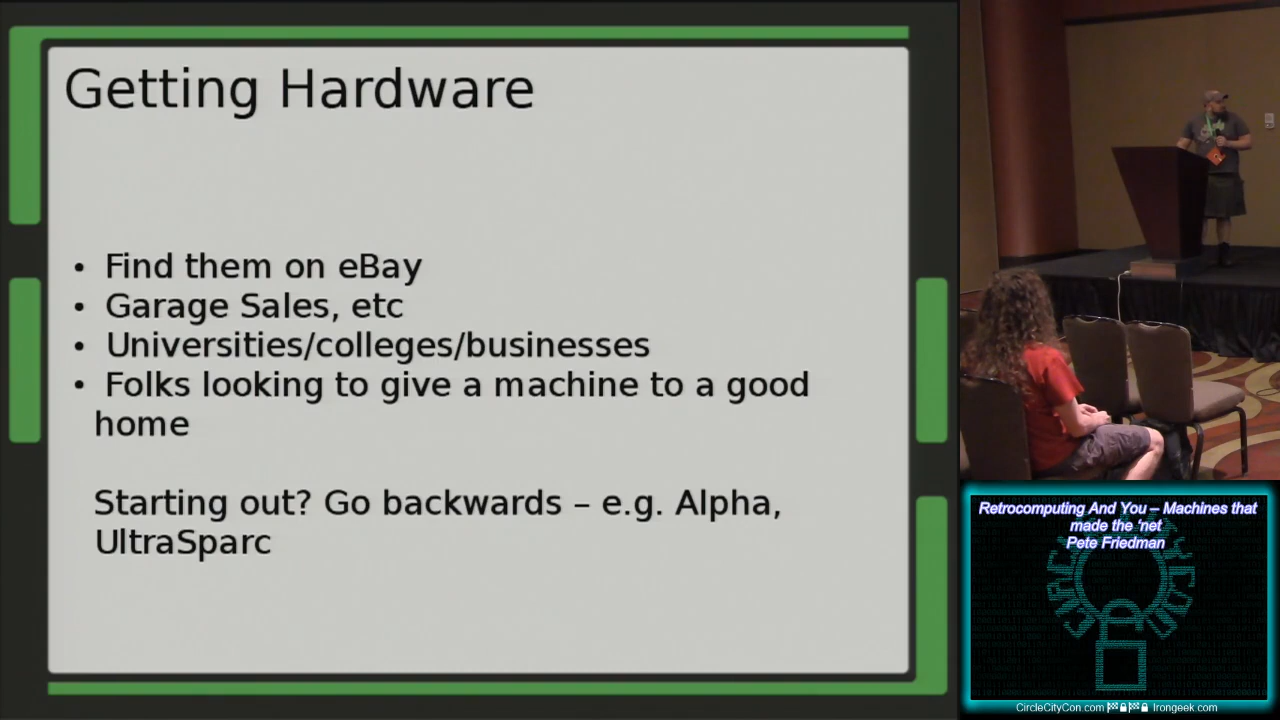 Getting Hardware
• Find them on eBay
• Garage Sales, etc
• Universities/colleges/businesses
• Folks looking to give a machine to a good
home
Starting out? Go backwards – e.g. Alpha,
UltraSparc
Retrocomputing And You – Machines that
made the ‘net
Pete Friedman
CircleCityCon.com Irongeek.com